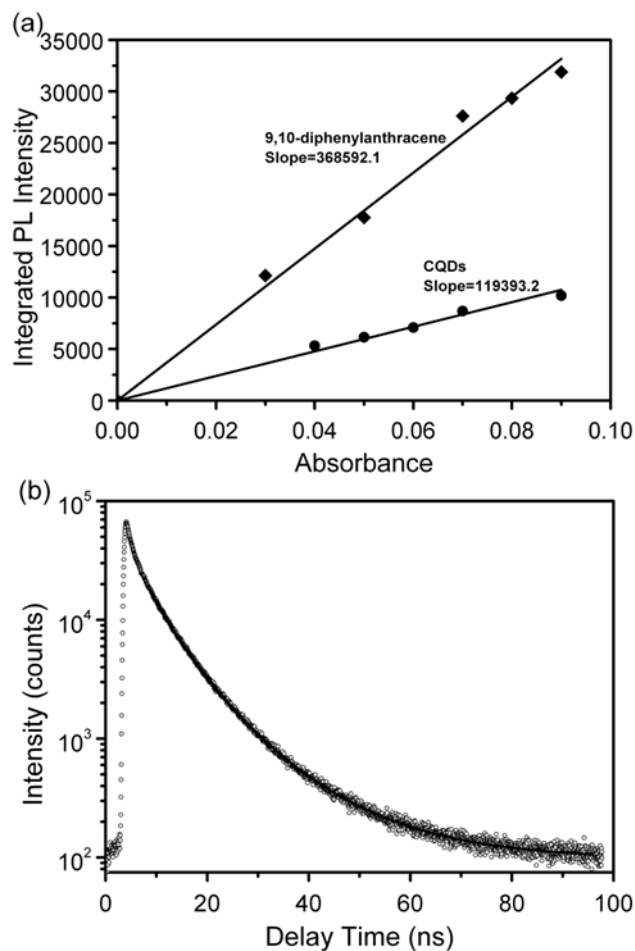 (a)
35000
30000
25000
20000
15000
10000
5000
0
Integrated PL Intensity
9,10-diphenylanthracene
Slope=368592.1
CQDs
Slope=119393.2
0.00 0.02 0.04 0.06 0.08 0.10
Absorbance
(b)
10^5
10^4
10^3
10^2
Intensity (counts)
0 20 40 60 80 100
Delay Time (ns)